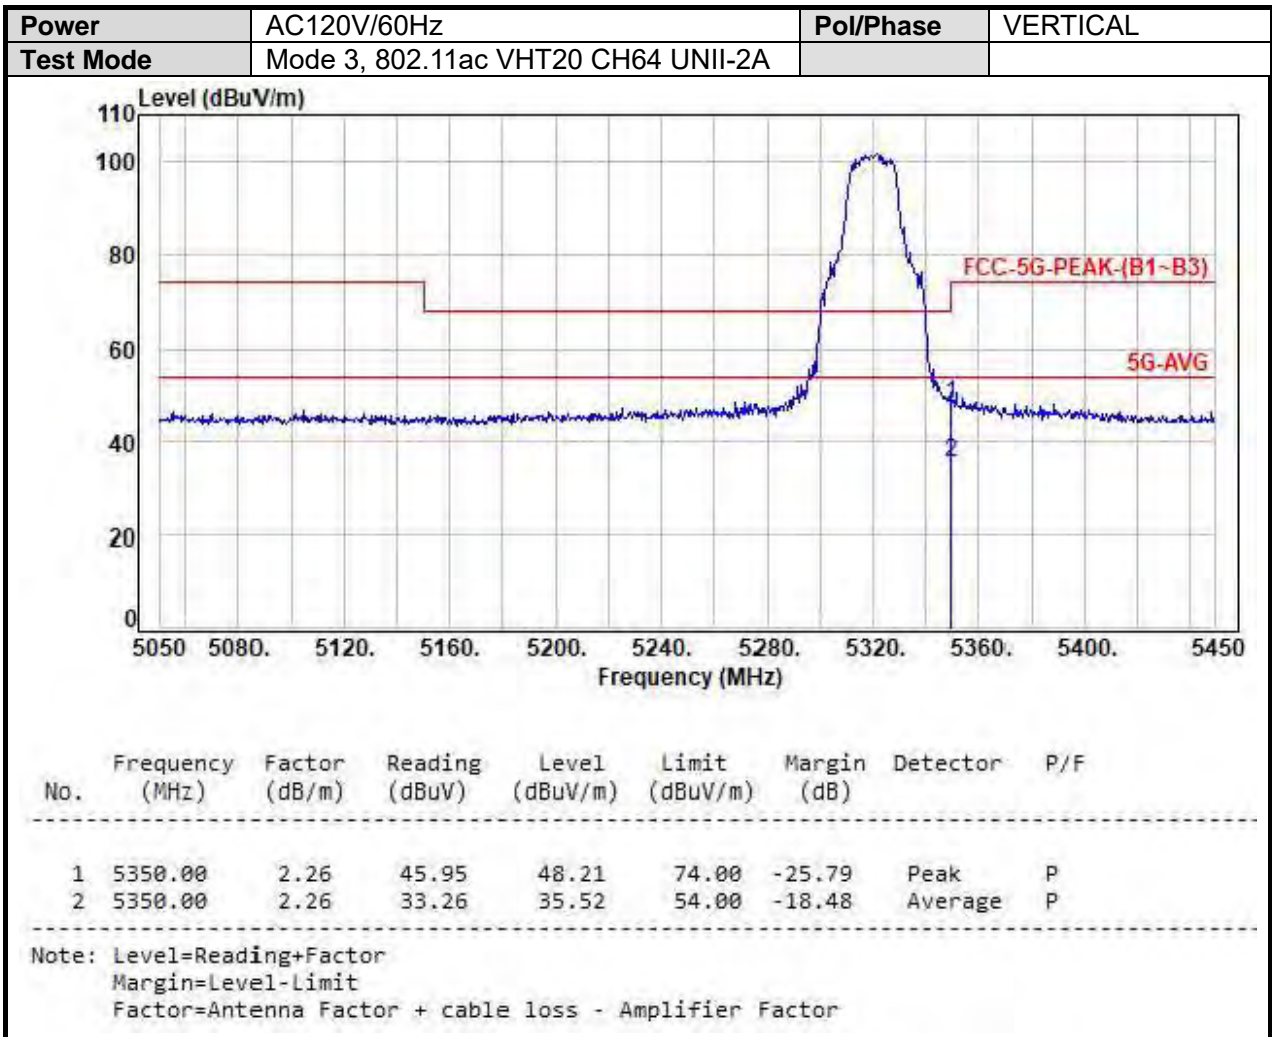 Power AC120V/60Hz Pol/Phase VERTICAL
Test Mode Mode 3, 802.11ac VHT20 CH64 UNII-2A
Level (dBuV/m)
110
100
80
FCC-5G-PEAK-(B1~B3)
60
5G-AVG
1
40
2
20
0
5050 5080. 5120. 5160. 5200. 5240. 5280. 5320. 5360. 5400. 5450
Frequency (MHz)
Frequency Factor Reading Level Limit Margin Detector P/F
No. (MHz) (dB/m) (dBuV) (dBuV/m) (dBuV/m) (dB)
1 5350.00 2.26 45.95 48.21 74.00 -25.79 Peak P
2 5350.00 2.26 33.26 35.52 54.00 -18.48 Average P
Note: Level=Reading+Factor
Margin=Level-Limit
Factor=Antenna Factor + cable loss - Amplifier Factor